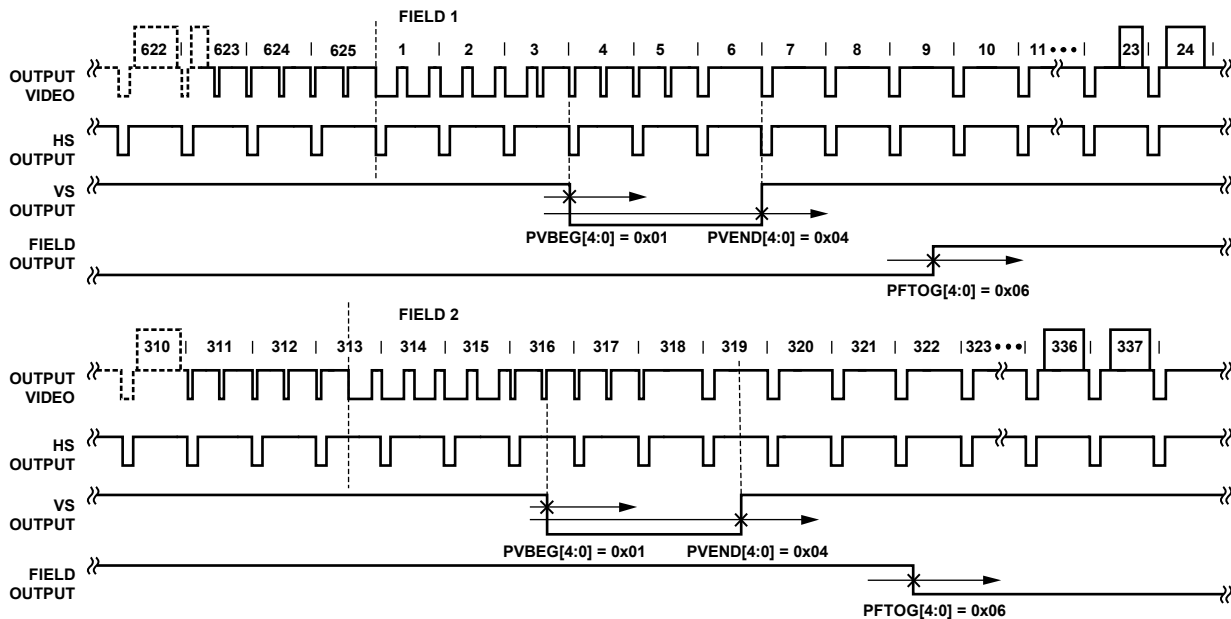 FIELD 1
622 | 623 | 624 | 625 | 1 | 2 | 3 | 4 | 5 | 6 | 7 | 8 | 9 | 10 | 11 • • • | 23 | 24 |
OUTPUT
VIDEO
HS
OUTPUT
VS
OUTPUT
PVBEG[4:0] = 0x01 PVEND[4:0] = 0x04
FIELD
OUTPUT
PFTOG[4:0] = 0x06
FIELD 2
310 | 311 | 312 | 313 | 314 | 315 | 316 | 317 | 318 | 319 | 320 | 321 | 322 | 323 • • • | 336 | 337 |
OUTPUT
VIDEO
HS
OUTPUT
VS
OUTPUT
PVBEG[4:0] = 0x01 PVEND[4:0] = 0x04
FIELD
OUTPUT
PFTOG[4:0] = 0x06